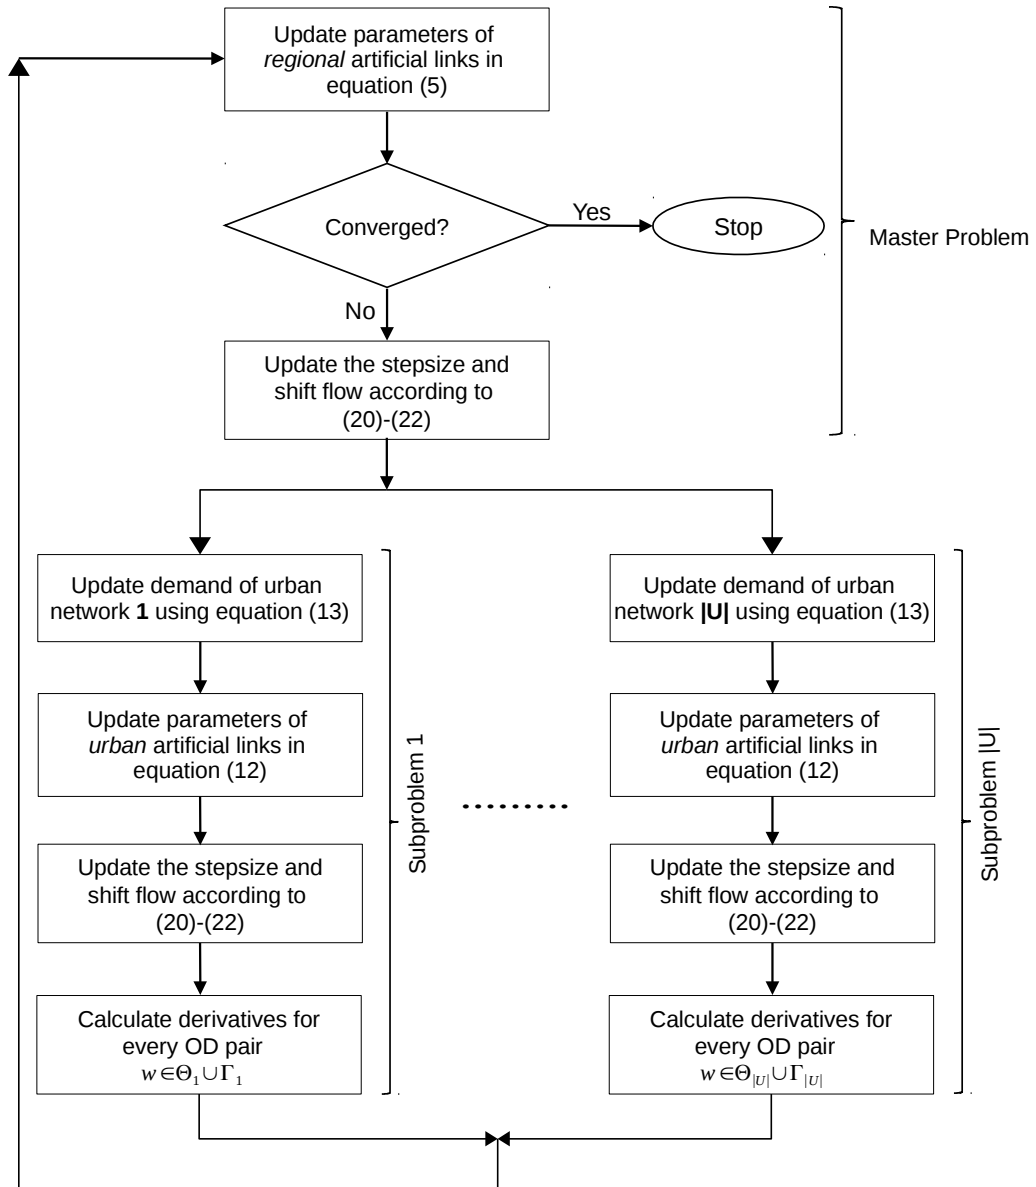 Update parameters of
regional artificial links in
equation (5)
Converged?
Yes
Stop
Master Problem
No
Update the stepsize and
shift flow according to
(20)-(22)
Update demand of urban
network 1 using equation (13)
Update parameters of
urban artificial links in
equation (12)
Update the stepsize and
shift flow according to
(20)-(22)
Calculate derivatives for
every OD pair
w∈Θ₁∪Γ₁
Subproblem 1
Update demand of urban
network |U| using equation (13)
Update parameters of
urban artificial links in
equation (12)
Update the stepsize and
shift flow according to
(20)-(22)
Calculate derivatives for
every OD pair
w∈Θ|U|∪Γ|U|
Subproblem |U|